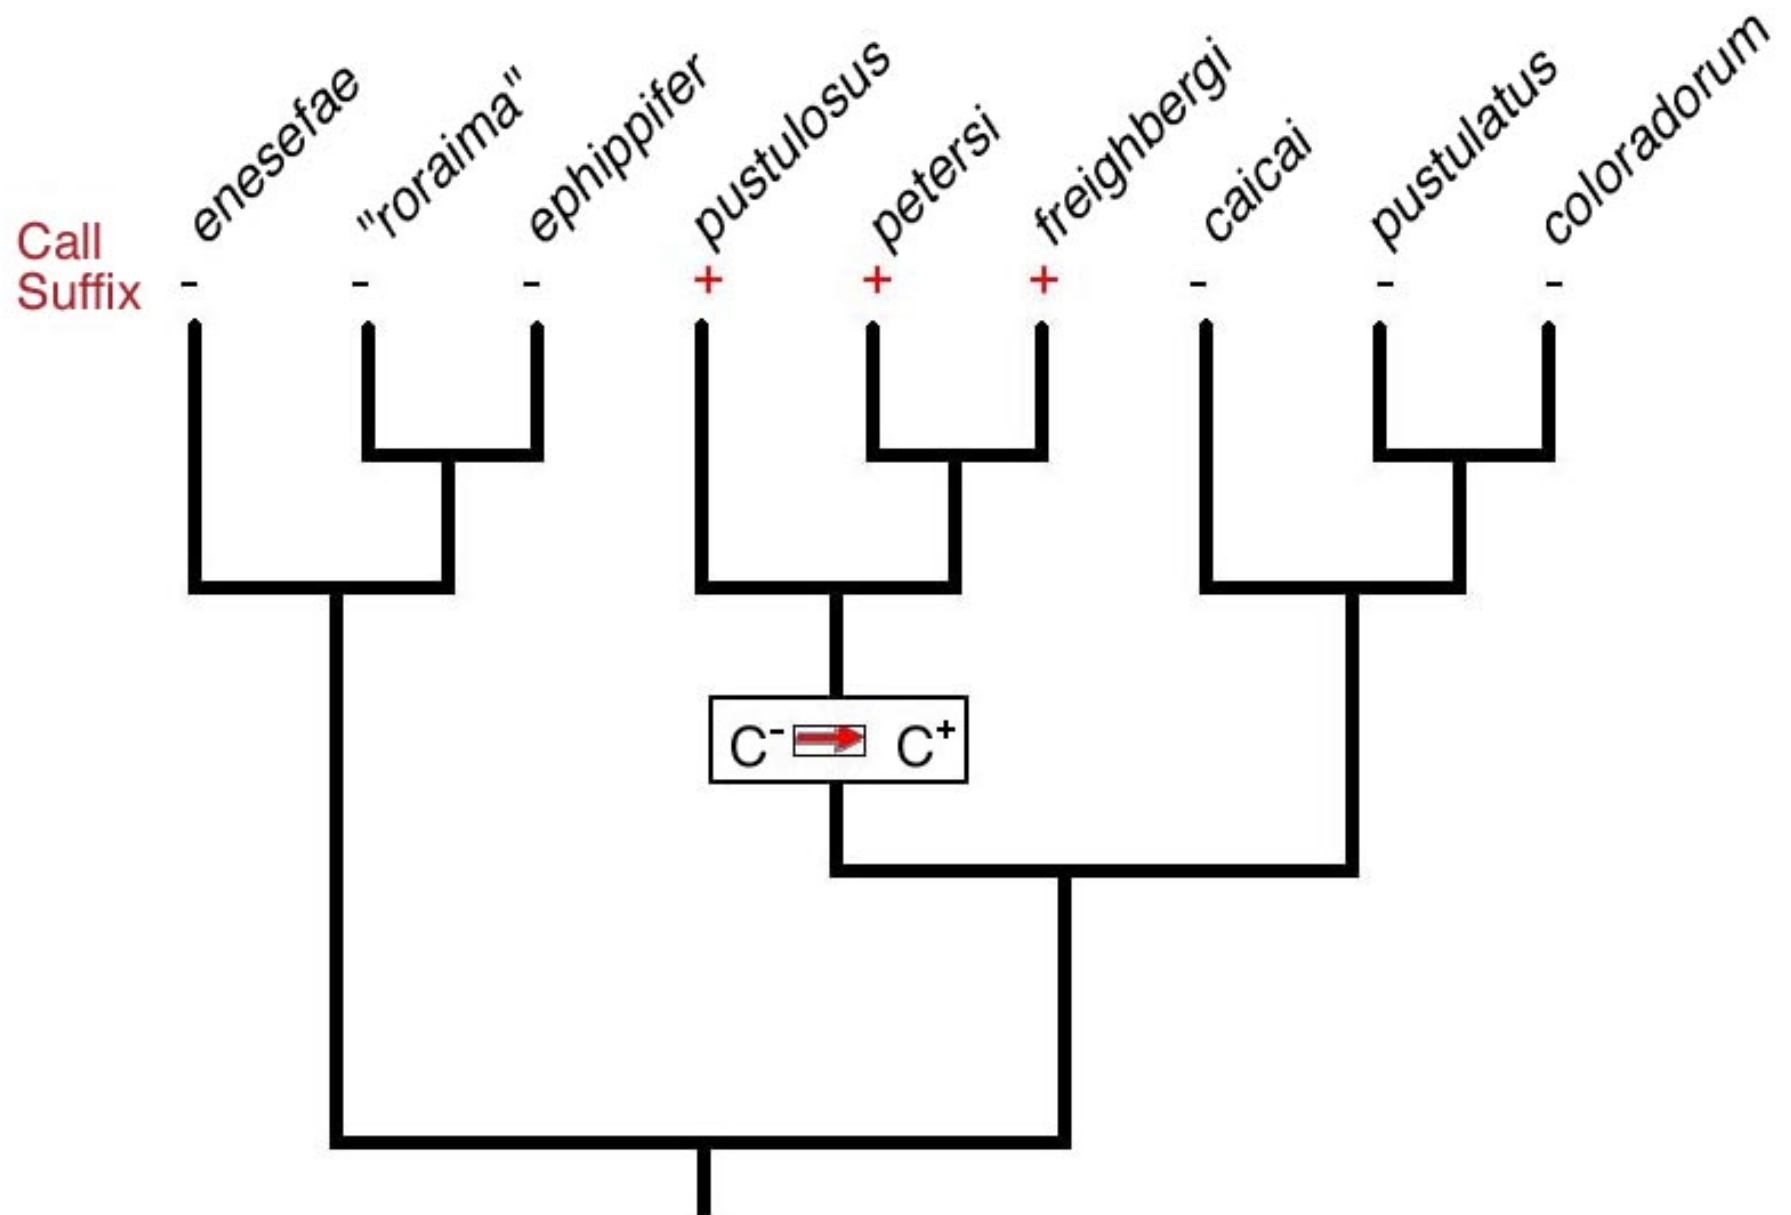 enesefae
"roraima"
ephippifer
pustulosus
petersi
freighbergi
caicai
pustulatus
coloradorum
Call
Suffix
- - - + + + - - -
C⁻ C⁺